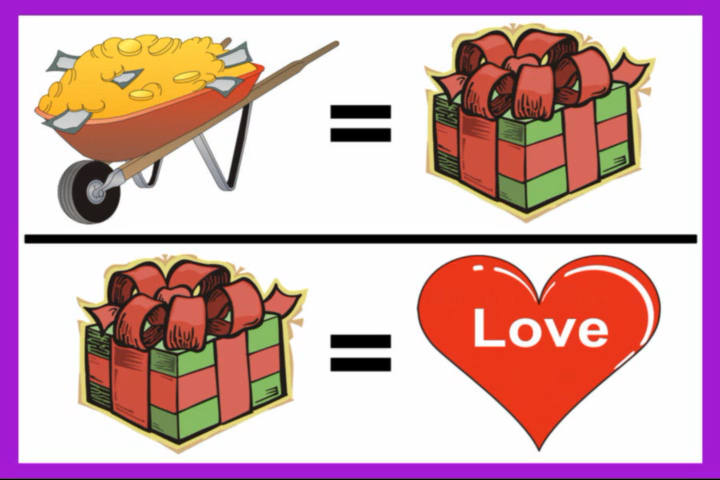 =
=
Love